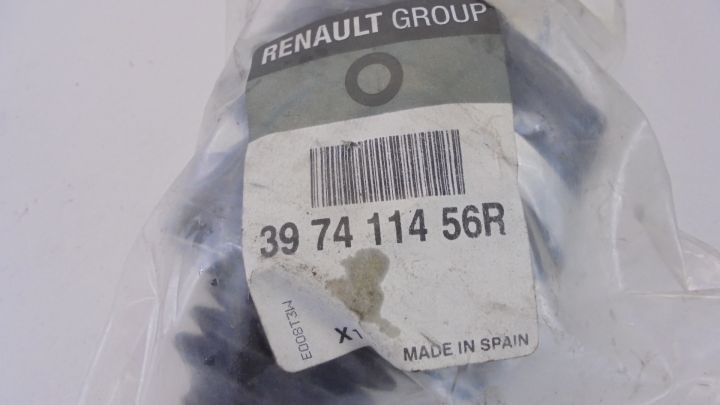 RENAULT GROUP
39 74 114 56R
E008T3W
X1
MADE IN SPAIN